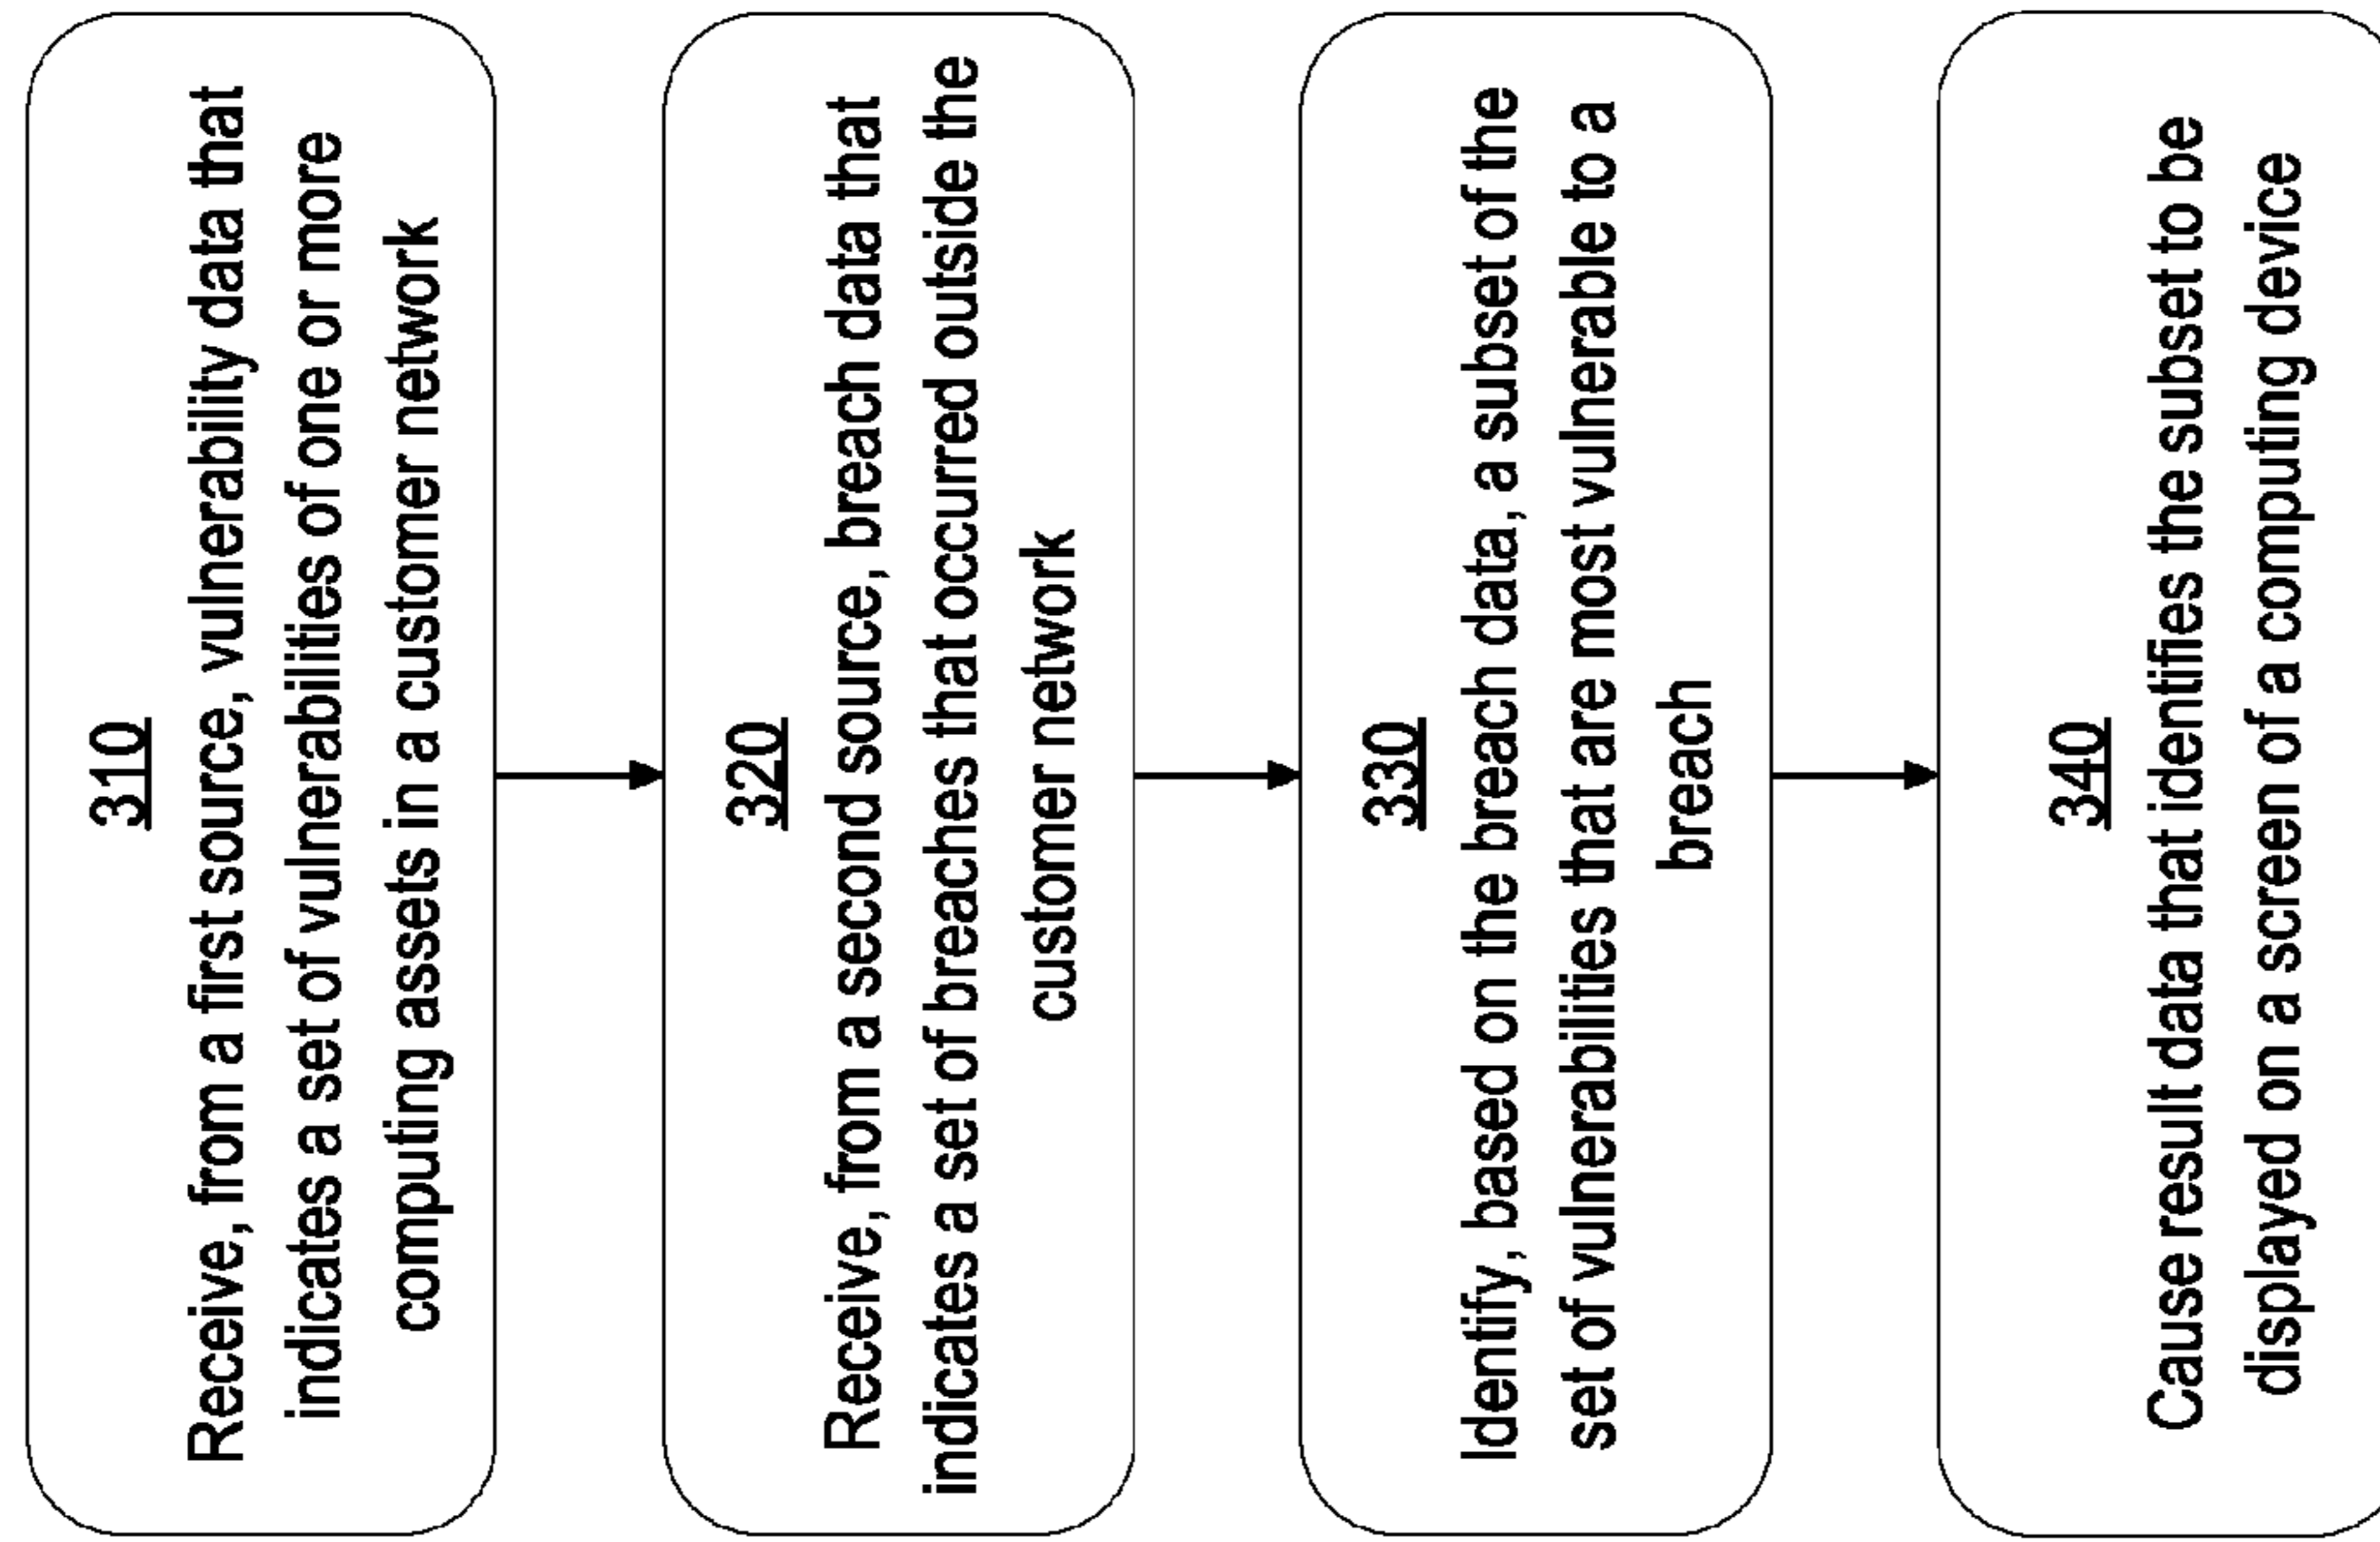 310
Receive, from a first source, vulnerability data that
indicates a set of vulnerabilities of one or more
computing assets in a customer network
320
Receive, from a second source, breach data that
indicates a set of breaches that occurred outside the
customer network
330
Identify, based on the breach data, a subset of the
set of vulnerabilities that are most vulnerable to a
breach
340
Cause result data that identifies the subset to be
displayed on a screen of a computing device